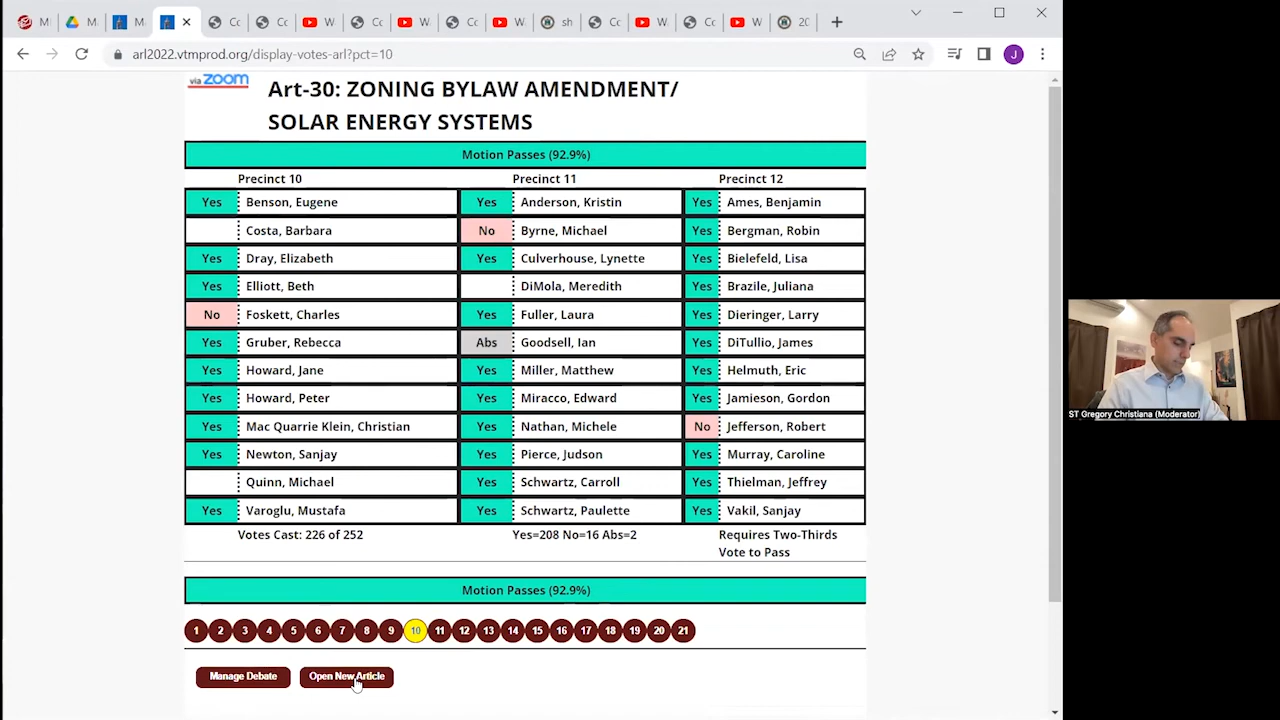 M
M
M
Co
Co
W
Co
W
Co
W
sh
Co
W
Co
W
20
arl2022.vtmprod.org/display-votes-arl?pct=10
J
via zoom
Art-30: ZONING BYLAW AMENDMENT/
SOLAR ENERGY SYSTEMS
Motion Passes (92.9%)
Precinct 10 Precinct 11 Precinct 12
Yes Benson, Eugene Yes Anderson, Kristin Yes Ames, Benjamin
Costa, Barbara No Byrne, Michael Yes Bergman, Robin
Yes Dray, Elizabeth Yes Culverhouse, Lynette Yes Bielefeld, Lisa
Yes Elliott, Beth DiMola, Meredith Yes Brazile, Juliana
No Foskett, Charles Yes Fuller, Laura Yes Dieringer, Larry
Yes Gruber, Rebecca Abs Goodsell, Ian Yes DiTullio, James
Yes Howard, Jane Yes Miller, Matthew Yes Helmuth, Eric
Yes Howard, Peter Yes Miracco, Edward Yes Jamieson, Gordon
Yes Mac Quarrie Klein, Christian Yes Nathan, Michele No Jefferson, Robert
Yes Newton, Sanjay Yes Pierce, Judson Yes Murray, Caroline
Quinn, Michael Yes Schwartz, Carroll Yes Thielman, Jeffrey
Yes Varoglu, Mustafa Yes Schwartz, Paulette Yes Vakil, Sanjay
Votes Cast: 226 of 252 Yes=208 No=16 Abs=2 Requires Two-Thirds
Vote to Pass
Motion Passes (92.9%)
1 2 3 4 5 6 7 8 9 10 11 12 13 14 15 16 17 18 19 20 21
Manage Debate Open New Article
ST Gregory Christiana (Moderator)